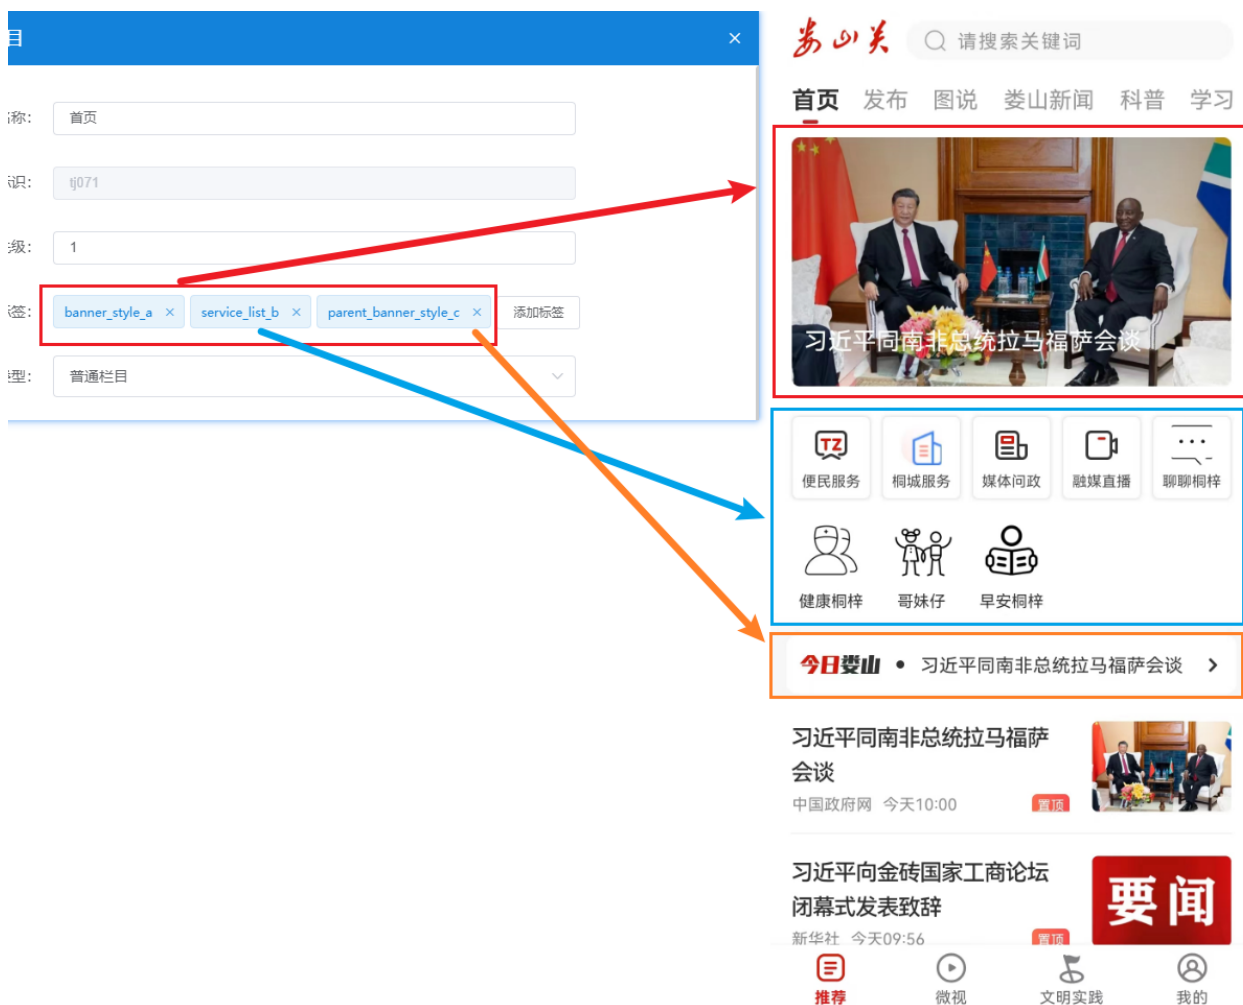 目
名称：
首页
标识：
tj071
等级：
1
标签：
banner_style_a × service_list_b × parent_banner_style_c × 添加标签
类型：
普通栏目
娄山关
请搜索关键词
首页 发布 图说 娄山新闻 科普 学习
习近平同南非总统拉马福萨会谈
TZ
便民服务 桐城服务 媒体问政 融媒直播 聊聊桐梓
健康桐梓 哥妹仔 早安桐梓
今日娄山 • 习近平同南非总统拉马福萨会谈
习近平同南非总统拉马福萨
会谈
中国政府网 今天10:00 置顶
习近平向金砖国家工商论坛
闭幕式发表致辞
新华社 今天09:56 置顶
要闻
推荐 微视 文明实践 我的